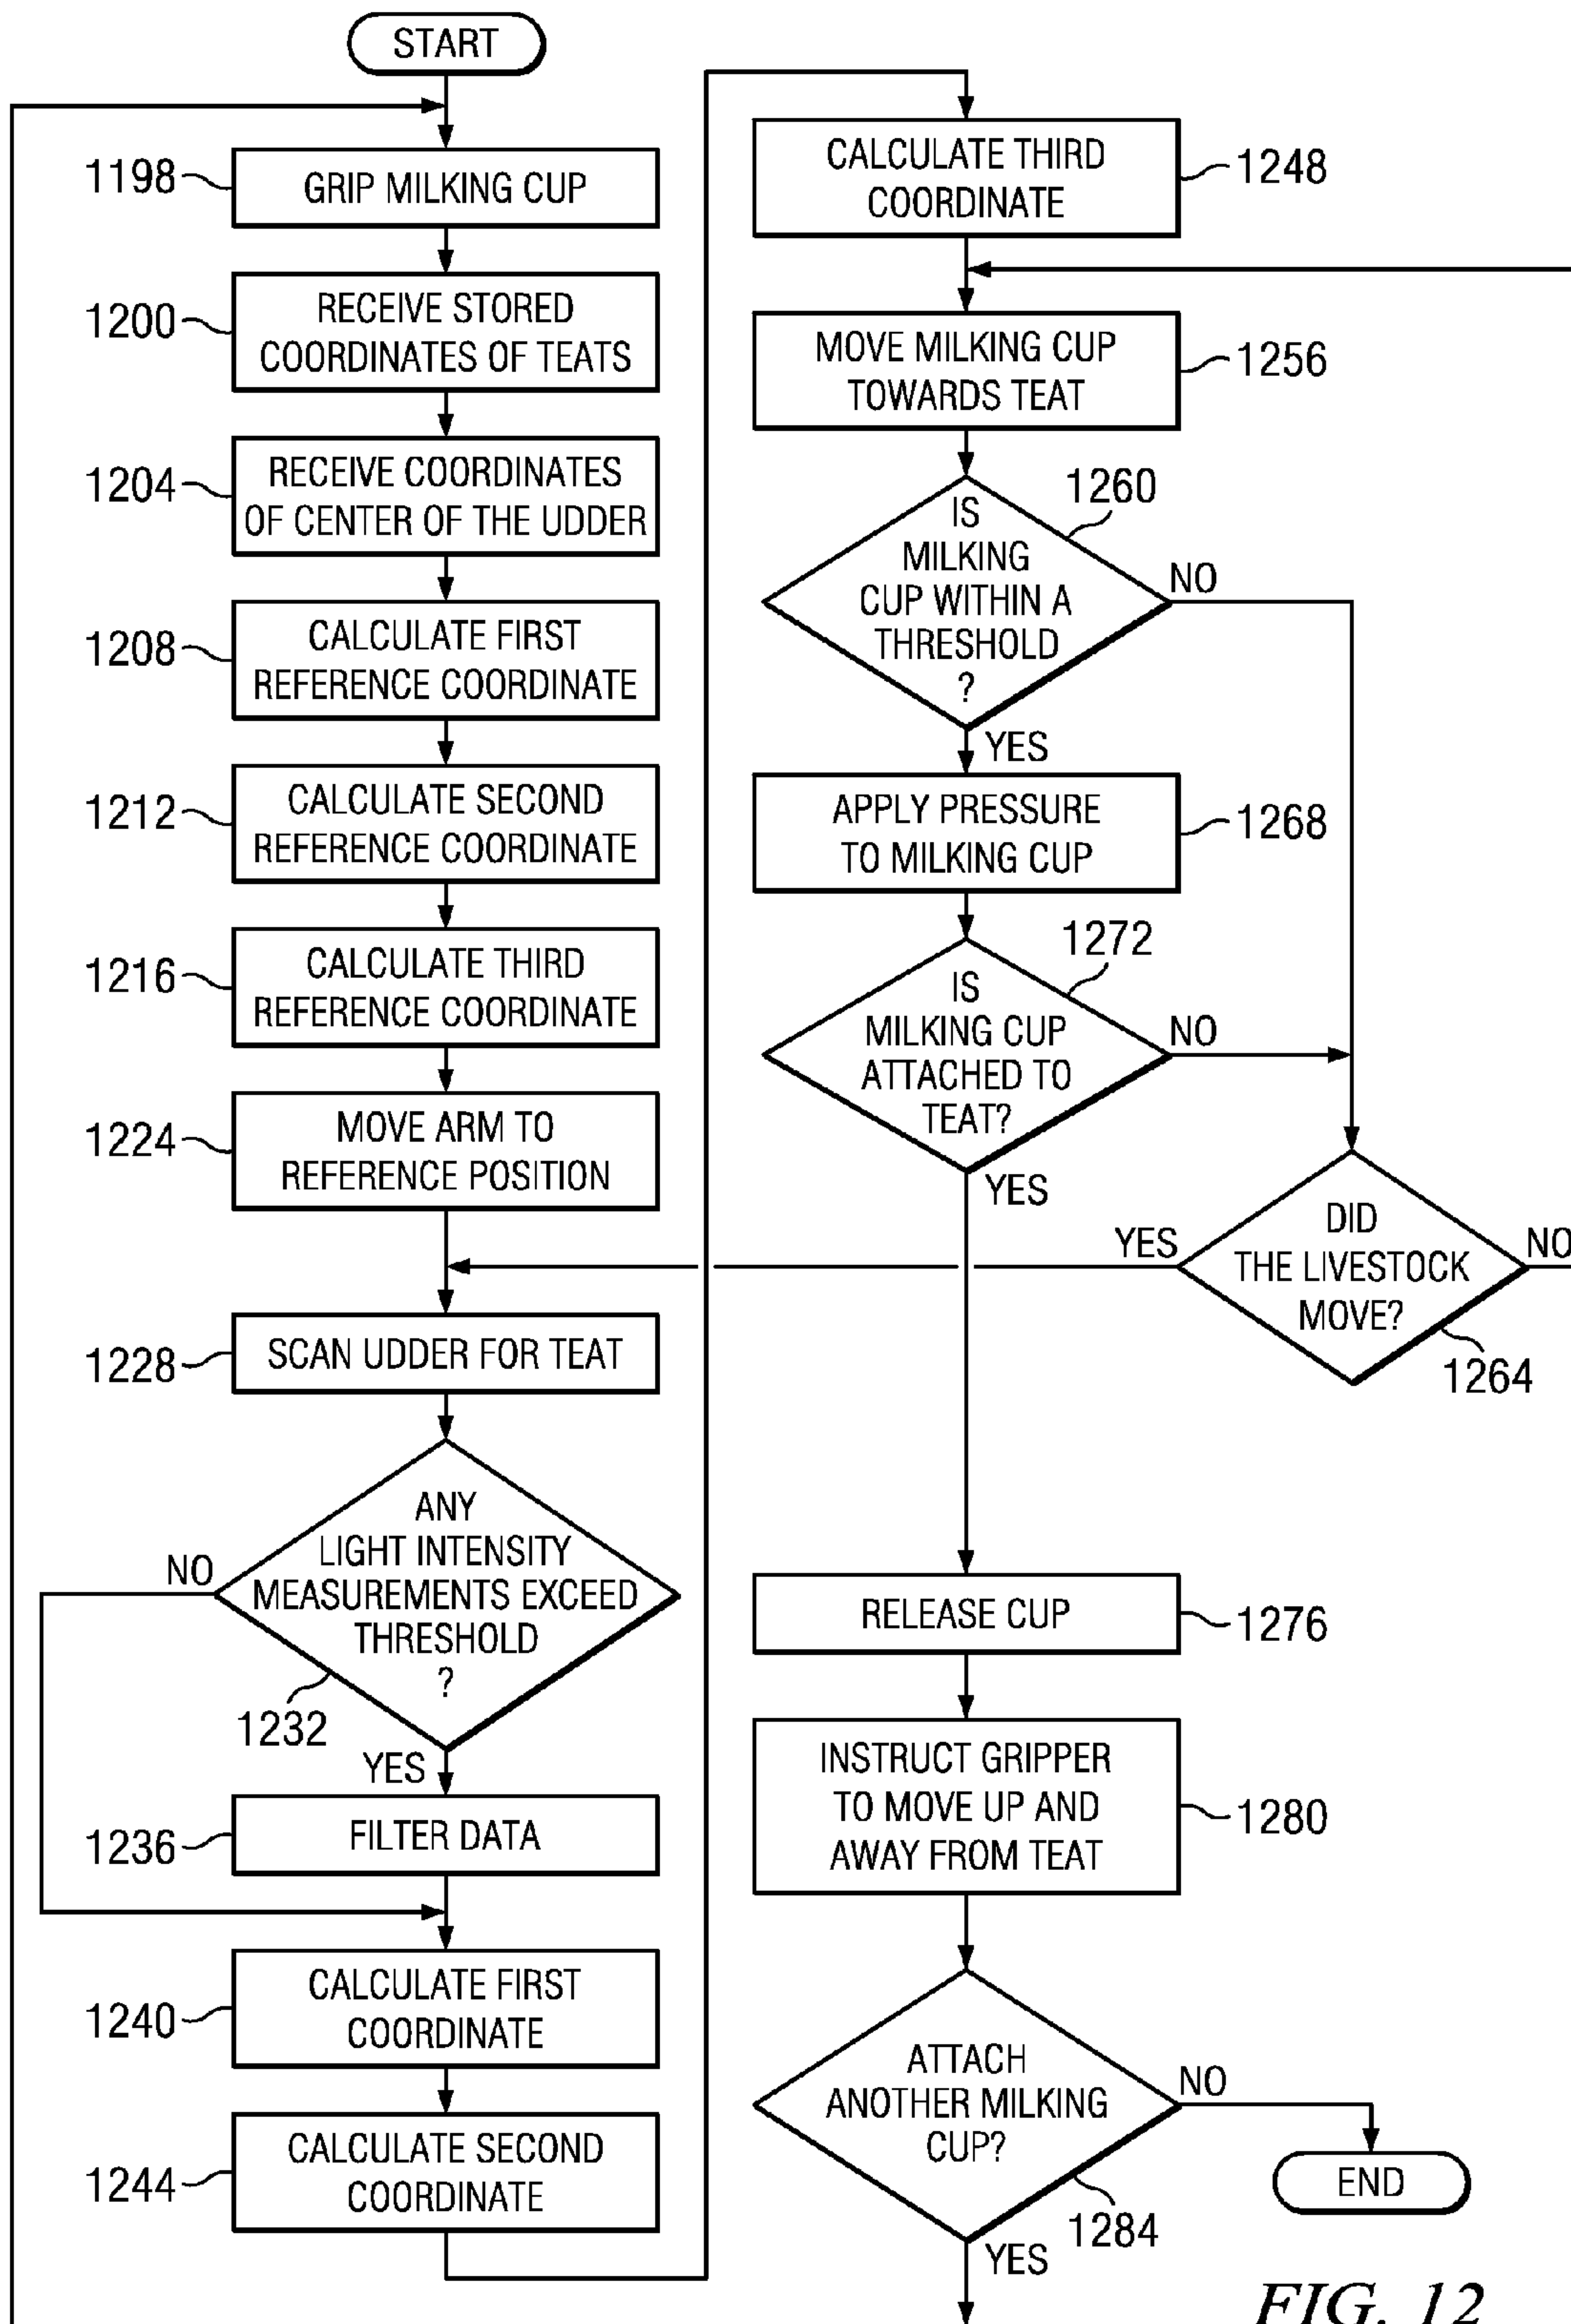 START
1198
GRIP MILKING CUP
1200
RECEIVE STORED
COORDINATES OF TEATS
1204
RECEIVE COORDINATES
OF CENTER OF THE UDDER
1208
CALCULATE FIRST
REFERENCE COORDINATE
1212
CALCULATE SECOND
REFERENCE COORDINATE
1216
CALCULATE THIRD
REFERENCE COORDINATE
1224
MOVE ARM TO
REFERENCE POSITION
1228
SCAN UDDER FOR TEAT
ANY
LIGHT INTENSITY
MEASUREMENTS EXCEED
THRESHOLD
?
NO
1232
YES
1236
FILTER DATA
1240
CALCULATE FIRST
COORDINATE
1244
CALCULATE SECOND
COORDINATE
CALCULATE THIRD
COORDINATE
1248
MOVE MILKING CUP
TOWARDS TEAT
1256
1260
IS
MILKING
CUP WITHIN A
THRESHOLD
?
NO
YES
APPLY PRESSURE
TO MILKING CUP
1268
1272
IS
MILKING CUP
ATTACHED TO
TEAT?
NO
YES
DID
THE LIVESTOCK
MOVE?
YES
NO
1264
RELEASE CUP
1276
INSTRUCT GRIPPER
TO MOVE UP AND
AWAY FROM TEAT
1280
ATTACH
ANOTHER MILKING
CUP?
NO
END
1284
YES
FIG. 12